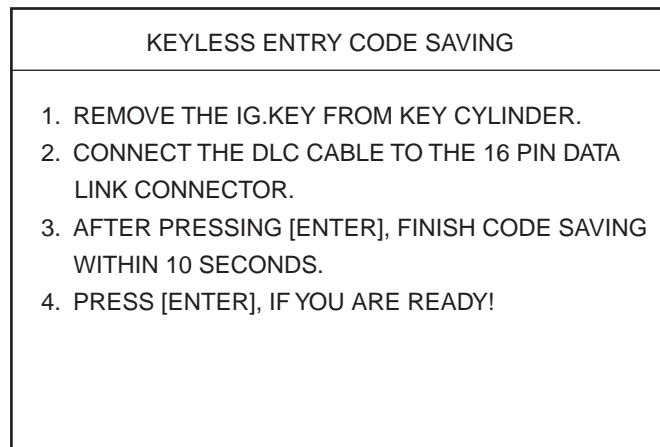 KEYLESS ENTRY CODE SAVING
1. REMOVE THE IG.KEY FROM KEY CYLINDER.
2. CONNECT THE DLC CABLE TO THE 16 PIN DATA
LINK CONNECTOR.
3. AFTER PRESSING [ENTER], FINISH CODE SAVING
WITHIN 10 SECONDS.
4. PRESS [ENTER], IF YOU ARE READY!